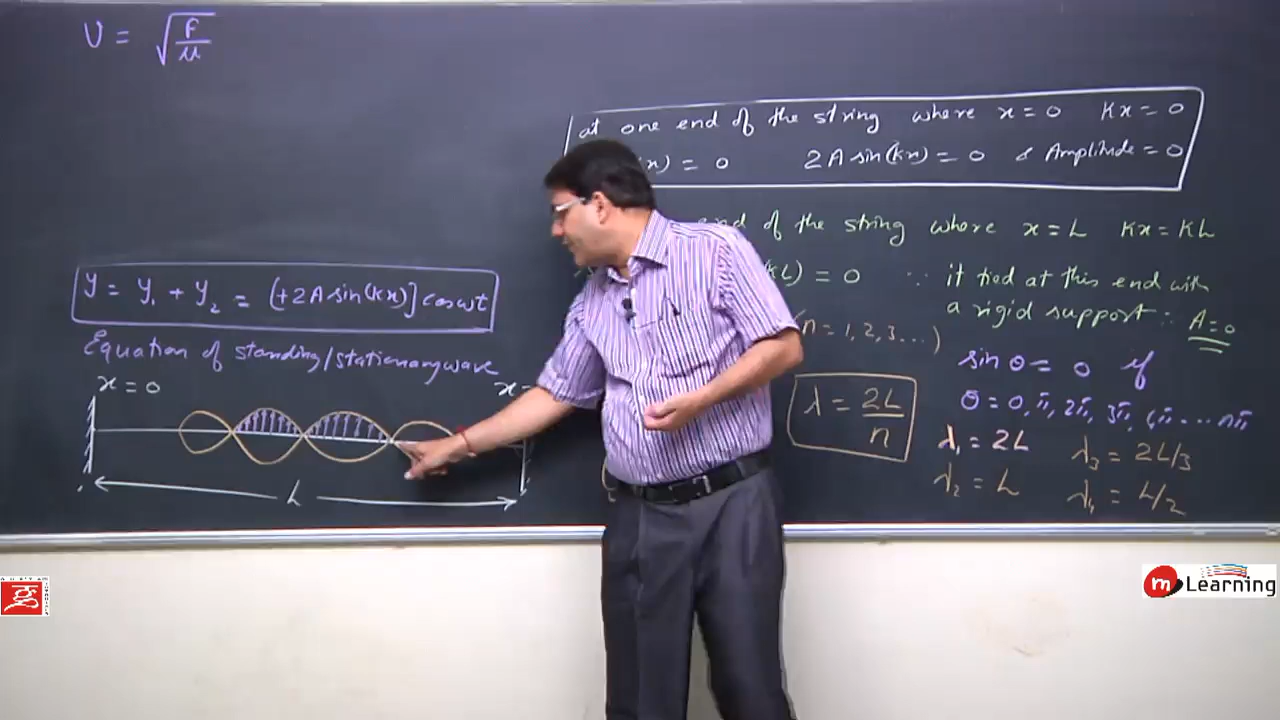 υ = √F/μ
at one end of the string where x = 0 Kx = 0
x) = 0 2A sin(Kx) = 0 & Amplitude = 0
end of the string where x = L Kx = KL
KL) = 0 ∵ it tied at this end with
a rigid support ∴ A = 0
(n = 1, 2, 3...)
sin θ = 0 if
θ = 0, π, 2π, 3π, 4π .... nπ
λ = 2L/n
λ₁ = 2L λ₃ = 2L/3
λ₂ = L λ₁ = L/2
y = y₁ + y₂ = (+2A sin(Kx)] cos ωt
Equation of standing/stationary wave
x = 0 x =
L
m Learning